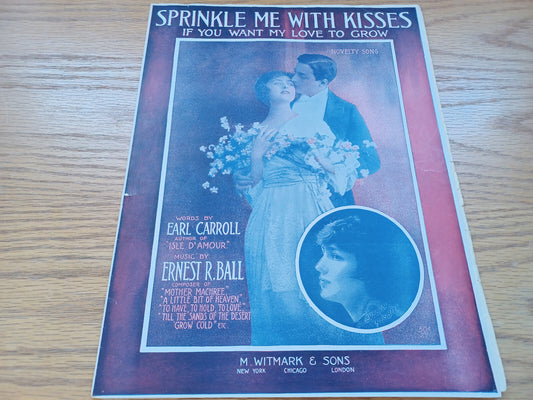 SPRINKLE ME WITH KISSES
IF YOU WANT MY LOVE TO GROW
NOVELTY SONG
WORDS BY
EARL CARROLL
AUTHOR OF
"ISLE D'AMOUR"
MUSIC BY
ERNEST R. BALL
COMPOSER OF
"MOTHER MACHREE"
"A LITTLE BIT OF HEAVEN"
"TO HAVE, TO HOLD, TO LOVE"
"TILL THE SANDS OF THE DESERT
GROW COLD" ETC.
M. WITMARK & SONS
NEW YORK CHICAGO LONDON